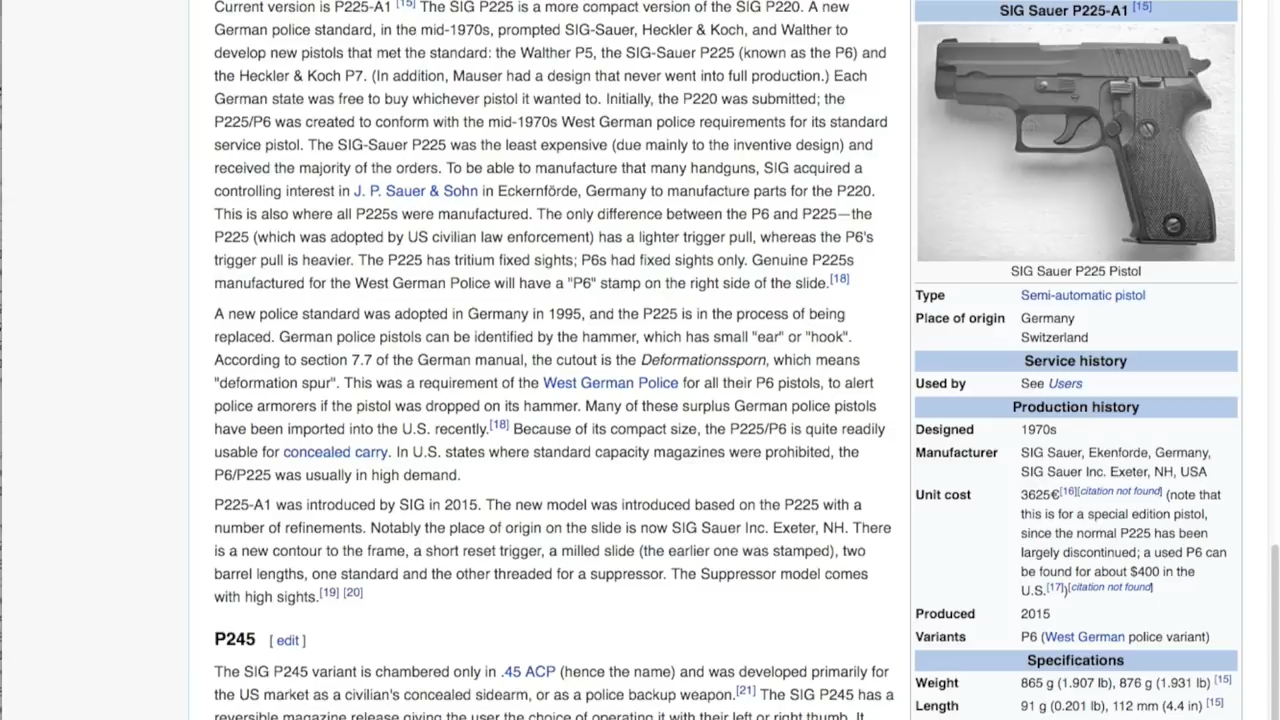 Current version is P225-A1 [15] The SIG P225 is a more compact version of the SIG P220. A new
German police standard, in the mid-1970s, prompted SIG-Sauer, Heckler & Koch, and Walther to
develop new pistols that met the standard: the Walther P5, the SIG-Sauer P225 (known as the P6) and
the Heckler & Koch P7. (In addition, Mauser had a design that never went into full production.) Each
German state was free to buy whichever pistol it wanted to. Initially, the P220 was submitted; the
P225/P6 was created to conform with the mid-1970s West German police requirements for its standard
service pistol. The SIG-Sauer P225 was the least expensive (due mainly to the inventive design) and
received the majority of the orders. To be able to manufacture that many handguns, SIG acquired a
controlling interest in J. P. Sauer & Sohn in Eckernförde, Germany to manufacture parts for the P220.
This is also where all P225s were manufactured. The only difference between the P6 and P225—the
P225 (which was adopted by US civilian law enforcement) has a lighter trigger pull, whereas the P6's
trigger pull is heavier. The P225 has tritium fixed sights; P6s had fixed sights only. Genuine P225s
manufactured for the West German Police will have a "P6" stamp on the right side of the slide.[18]
A new police standard was adopted in Germany in 1995, and the P225 is in the process of being
replaced. German police pistols can be identified by the hammer, which has small "ear" or "hook".
According to section 7.7 of the German manual, the cutout is the Deformationssporn, which means
"deformation spur". This was a requirement of the West German Police for all their P6 pistols, to alert
police armorers if the pistol was dropped on its hammer. Many of these surplus German police pistols
have been imported into the U.S. recently.[18] Because of its compact size, the P225/P6 is quite readily
usable for concealed carry. In U.S. states where standard capacity magazines were prohibited, the
P6/P225 was usually in high demand.
P225-A1 was introduced by SIG in 2015. The new model was introduced based on the P225 with a
number of refinements. Notably the place of origin on the slide is now SIG Sauer Inc. Exeter, NH. There
is a new contour to the frame, a short reset trigger, a milled slide (the earlier one was stamped), two
barrel lengths, one standard and the other threaded for a suppressor. The Suppressor model comes
with high sights.[19] [20]
P245 [ edit ]
The SIG P245 variant is chambered only in .45 ACP (hence the name) and was developed primarily for
the US market as a civilian's concealed sidearm, or as a police backup weapon.[21] The SIG P245 has a
reversible magazine release giving the user the choice of operating it with their left or right thumb. It
SIG Sauer P225-A1 [15]
SIG Sauer P225 Pistol
Type Semi-automatic pistol
Place of origin Germany
Switzerland
Service history
Used by See Users
Production history
Designed 1970s
Manufacturer SIG Sauer, Ekenforde, Germany,
SIG Sauer Inc. Exeter, NH, USA
Unit cost 3625€[16][citation not found] (note that
this is for a special edition pistol,
since the normal P225 has been
largely discontinued; a used P6 can
be found for about $400 in the
U.S.[17])[citation not found]
Produced 2015
Variants P6 (West German police variant)
Specifications
Weight 865 g (1.907 lb), 876 g (1.931 lb) [15]
Length 91 g (0.201 lb), 112 mm (4.4 in) [15]